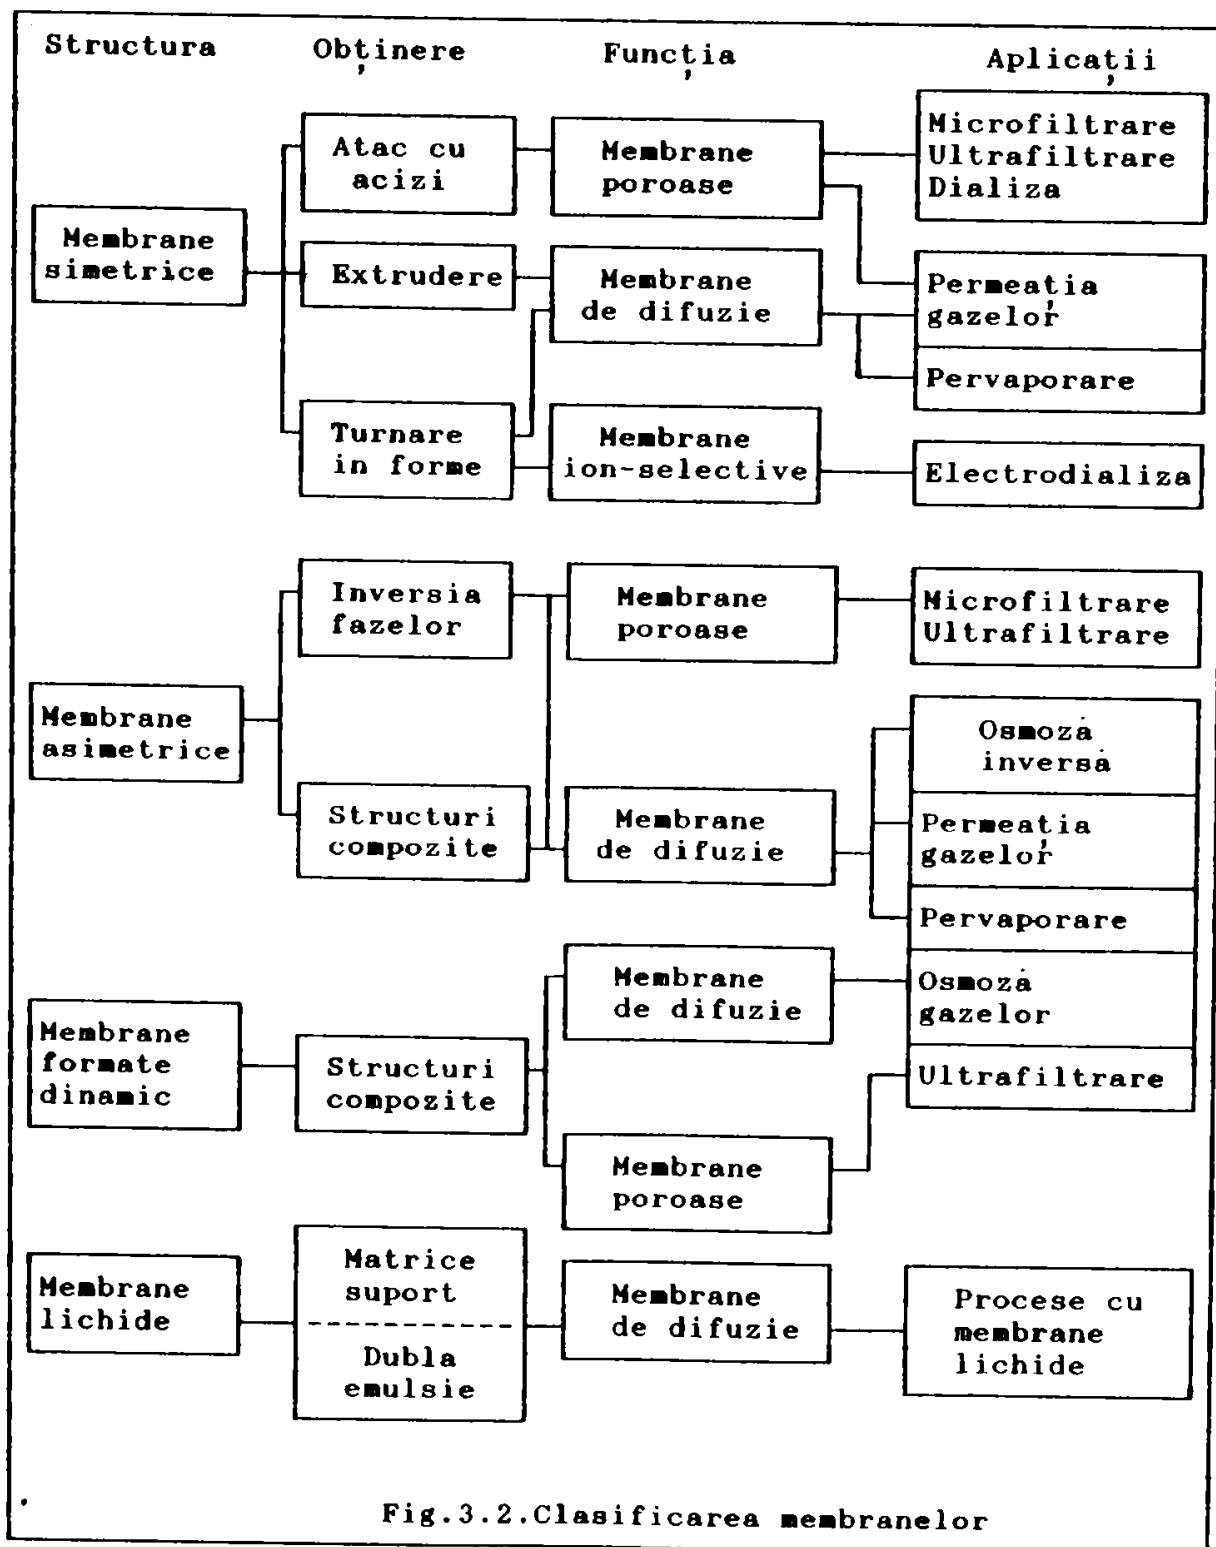 Structura
Obținere
Funcția
Aplicații
Membrane
simetrice
Atac cu
acizi
Extrudere
Turnare
in forme
Membrane
poroase
Membrane
de difuzie
Membrane
ion-selective
Microfiltrare
Ultrafiltrare
Dializa
Permeația
gazelor
Pervaporare
Electrodializa
Membrane
asimetrice
Inversia
fazelor
Structuri
compozite
Membrane
poroase
Membrane
de difuzie
Microfiltrare
Ultrafiltrare
Osmoză
inversă
Permeația
gazelor
Pervaporare
Membrane
formate
dinamic
Structuri
compozite
Membrane
de difuzie
Membrane
poroase
Osmoză
gazelor
Ultrafiltrare
Membrane
lichide
Matrice
suport
Dubla
emulsie
Membrane
de difuzie
Procese cu
membrane
lichide
Fig.3.2.Clasificarea membranelor